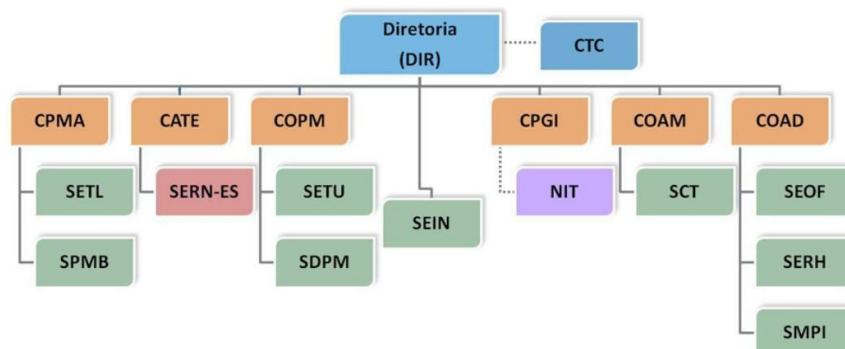 Diretoria
(DIR)
CTC
CPMA
CATE
COPM
CPGI
COAM
COAD
SETL
SERN-ES
SETU
SEIN
NIT
SCT
SEOF
SPMB
SDPM
SERH
SMPI